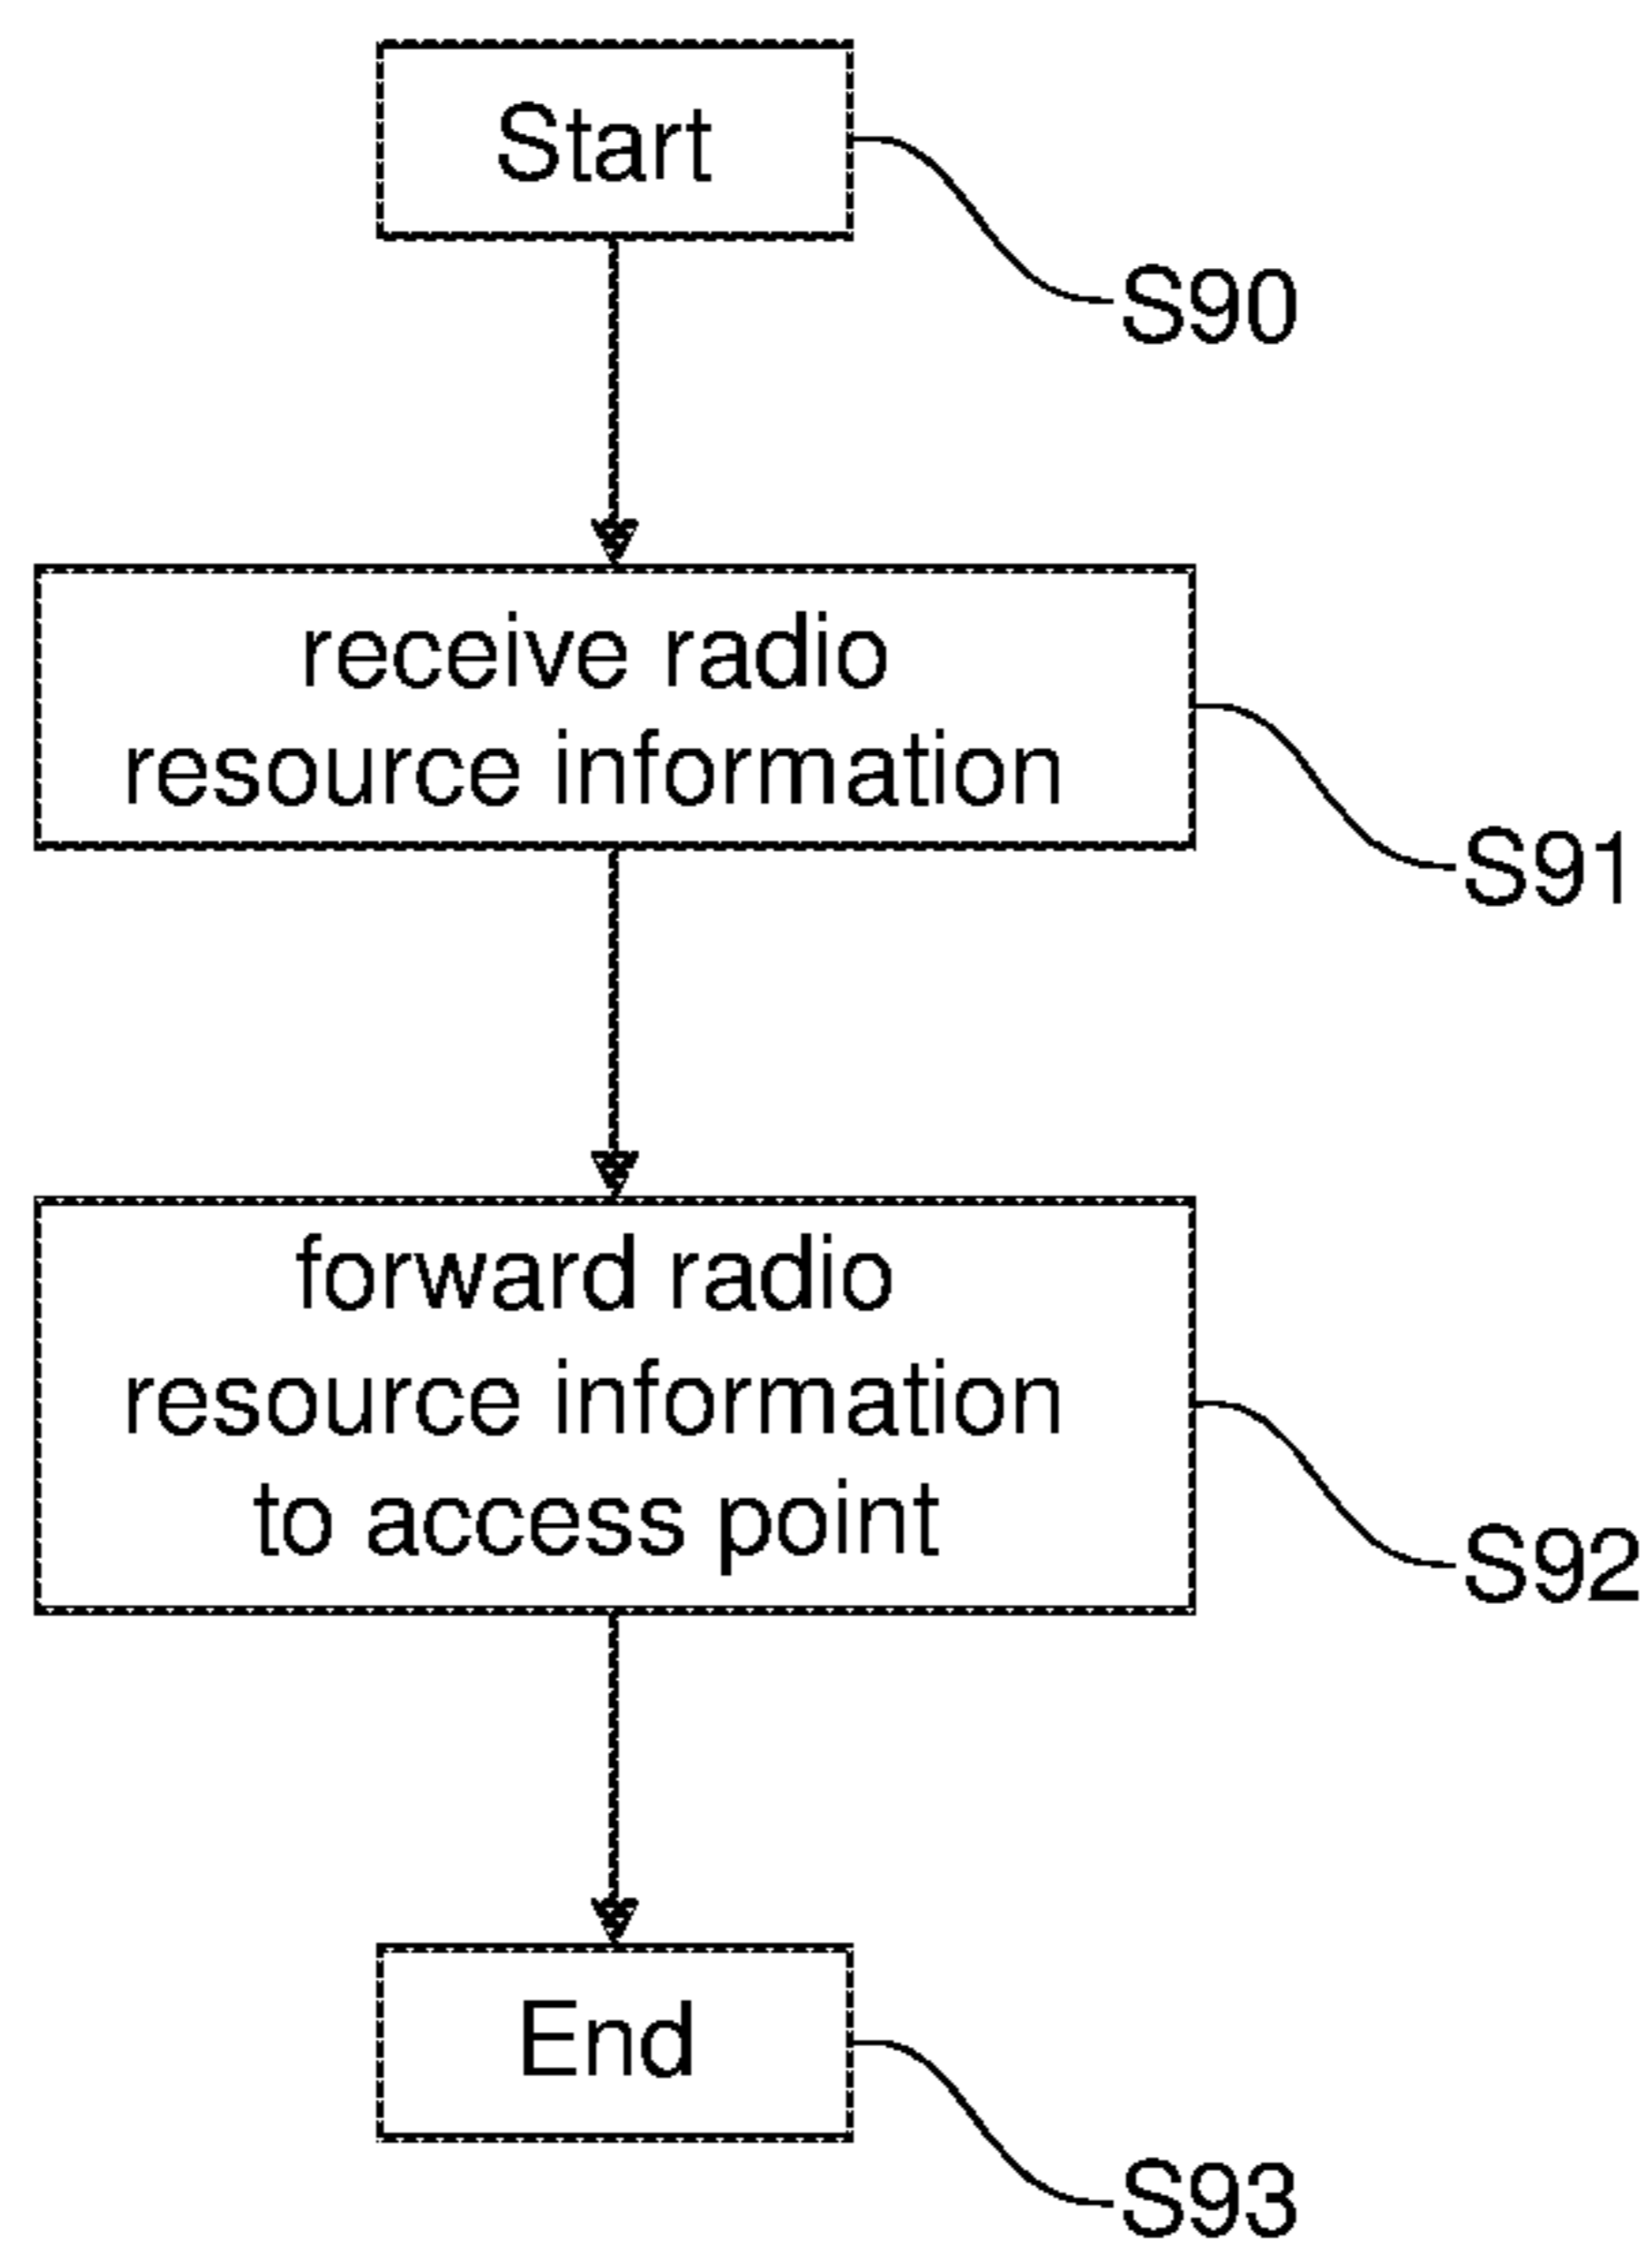 Start
S90
receive radio
resource information
S91
forward radio
resource information
to access point
S92
End
S93